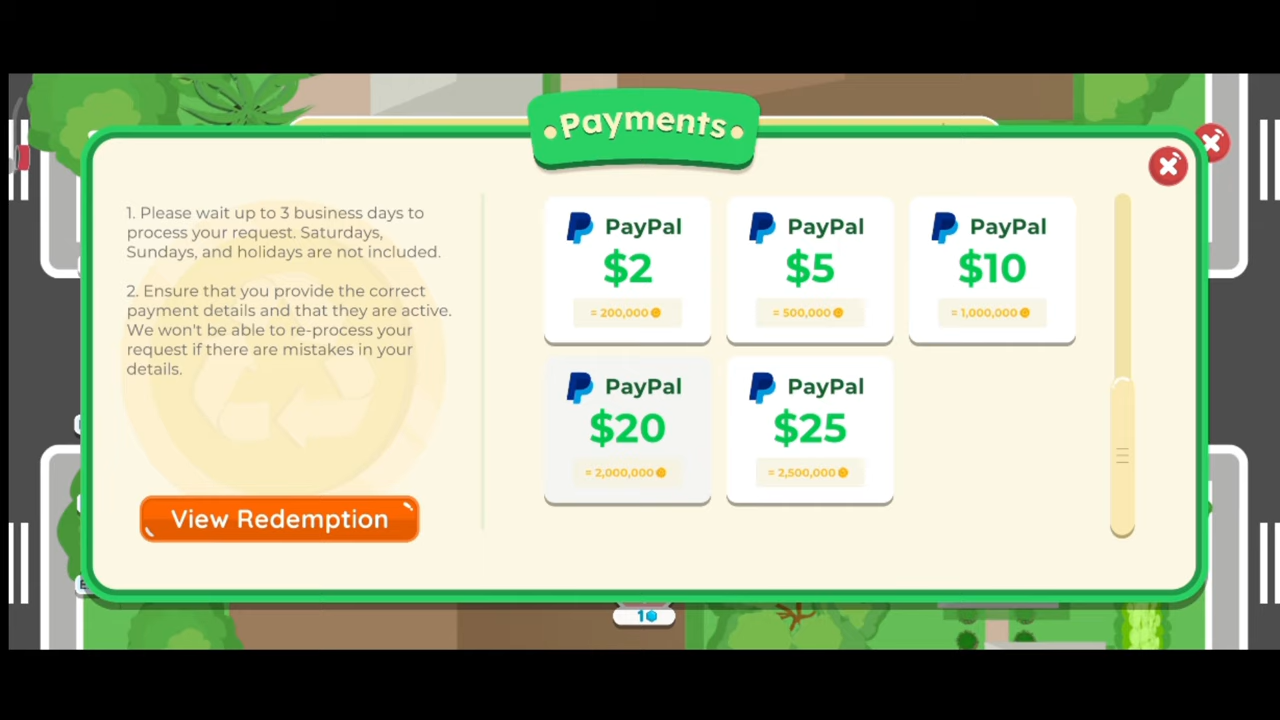 Payments
1. Please wait up to 3 business days to
process your request. Saturdays,
Sundays, and holidays are not included.
2. Ensure that you provide the correct
payment details and that they are active.
We won't be able to re-process your
request if there are mistakes in your
details.
View Redemption
PayPal PayPal PayPal
$2 $5 $10
= 200,000 = 500,000 = 1,000,000
PayPal PayPal
$20 $25
= 2,000,000 = 2,500,000
10